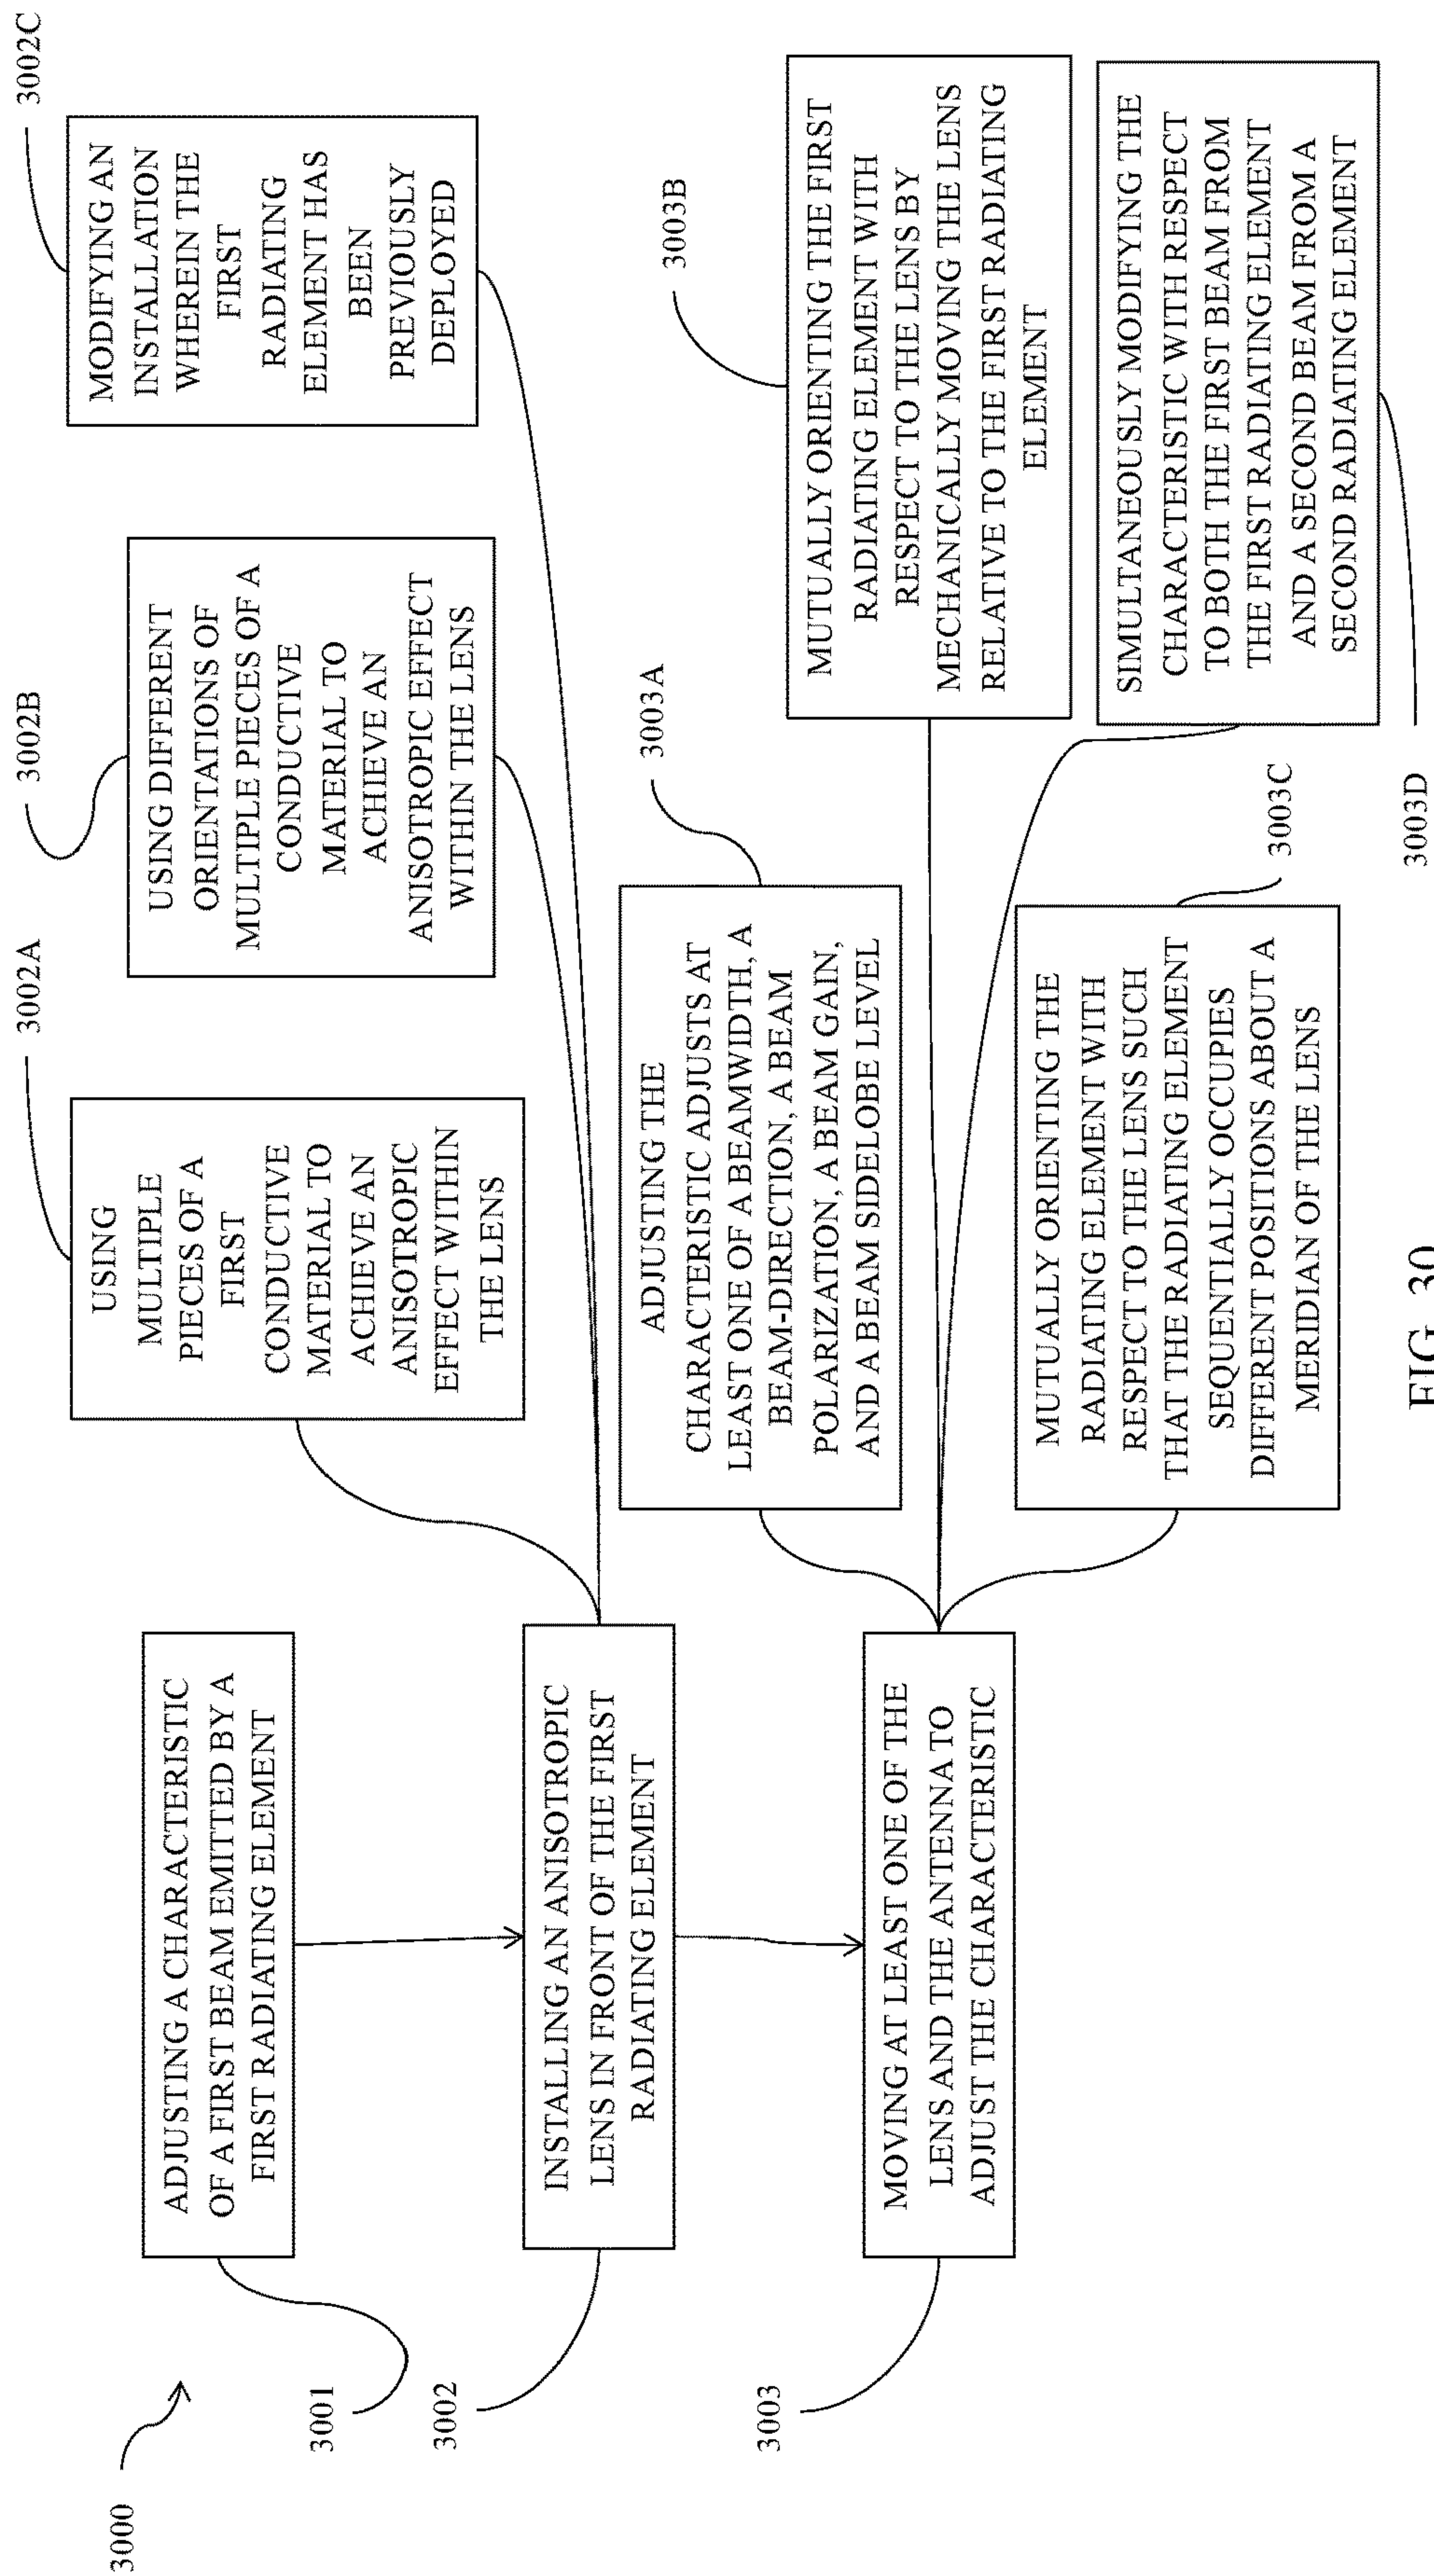 3000
3001
ADJUSTING A CHARACTERISTIC
OF A FIRST BEAM EMITTED BY A
FIRST RADIATING ELEMENT
3002
INSTALLING AN ANISOTROPIC
LENS IN FRONT OF THE FIRST
RADIATING ELEMENT
3003
MOVING AT LEAST ONE OF THE
LENS AND THE ANTENNA TO
ADJUST THE CHARACTERISTIC
3002A
USING
MULTIPLE
PIECES OF A
FIRST
CONDUCTIVE
MATERIAL TO
ACHIEVE AN
ANISOTROPIC
EFFECT WITHIN
THE LENS
3002B
USING DIFFERENT
ORIENTATIONS OF
MULTIPLE PIECES OF A
CONDUCTIVE
MATERIAL TO
ACHIEVE AN
ANISOTROPIC EFFECT
WITHIN THE LENS
3002C
MODIFYING AN
INSTALLATION
WHEREIN THE
FIRST
RADIATING
ELEMENT HAS
BEEN
PREVIOUSLY
DEPLOYED
3003A
ADJUSTING THE
CHARACTERISTIC ADJUSTS AT
LEAST ONE OF A BEAMWIDTH, A
BEAM-DIRECTION, A BEAM
POLARIZATION, A BEAM GAIN,
AND A BEAM SIDELOBE LEVEL
3003B
MUTUALLY ORIENTING THE FIRST
RADIATING ELEMENT WITH
RESPECT TO THE LENS BY
MECHANICALLY MOVING THE LENS
RELATIVE TO THE FIRST RADIATING
ELEMENT
3003C
MUTUALLY ORIENTING THE
RADIATING ELEMENT WITH
RESPECT TO THE LENS SUCH
THAT THE RADIATING ELEMENT
SEQUENTIALLY OCCUPIES
DIFFERENT POSITIONS ABOUT A
MERIDIAN OF THE LENS
3003D
SIMULTANEOUSLY MODIFYING THE
CHARACTERISTIC WITH RESPECT
TO BOTH THE FIRST BEAM FROM
THE FIRST RADIATING ELEMENT
AND A SECOND BEAM FROM A
SECOND RADIATING ELEMENT
FIG. 30